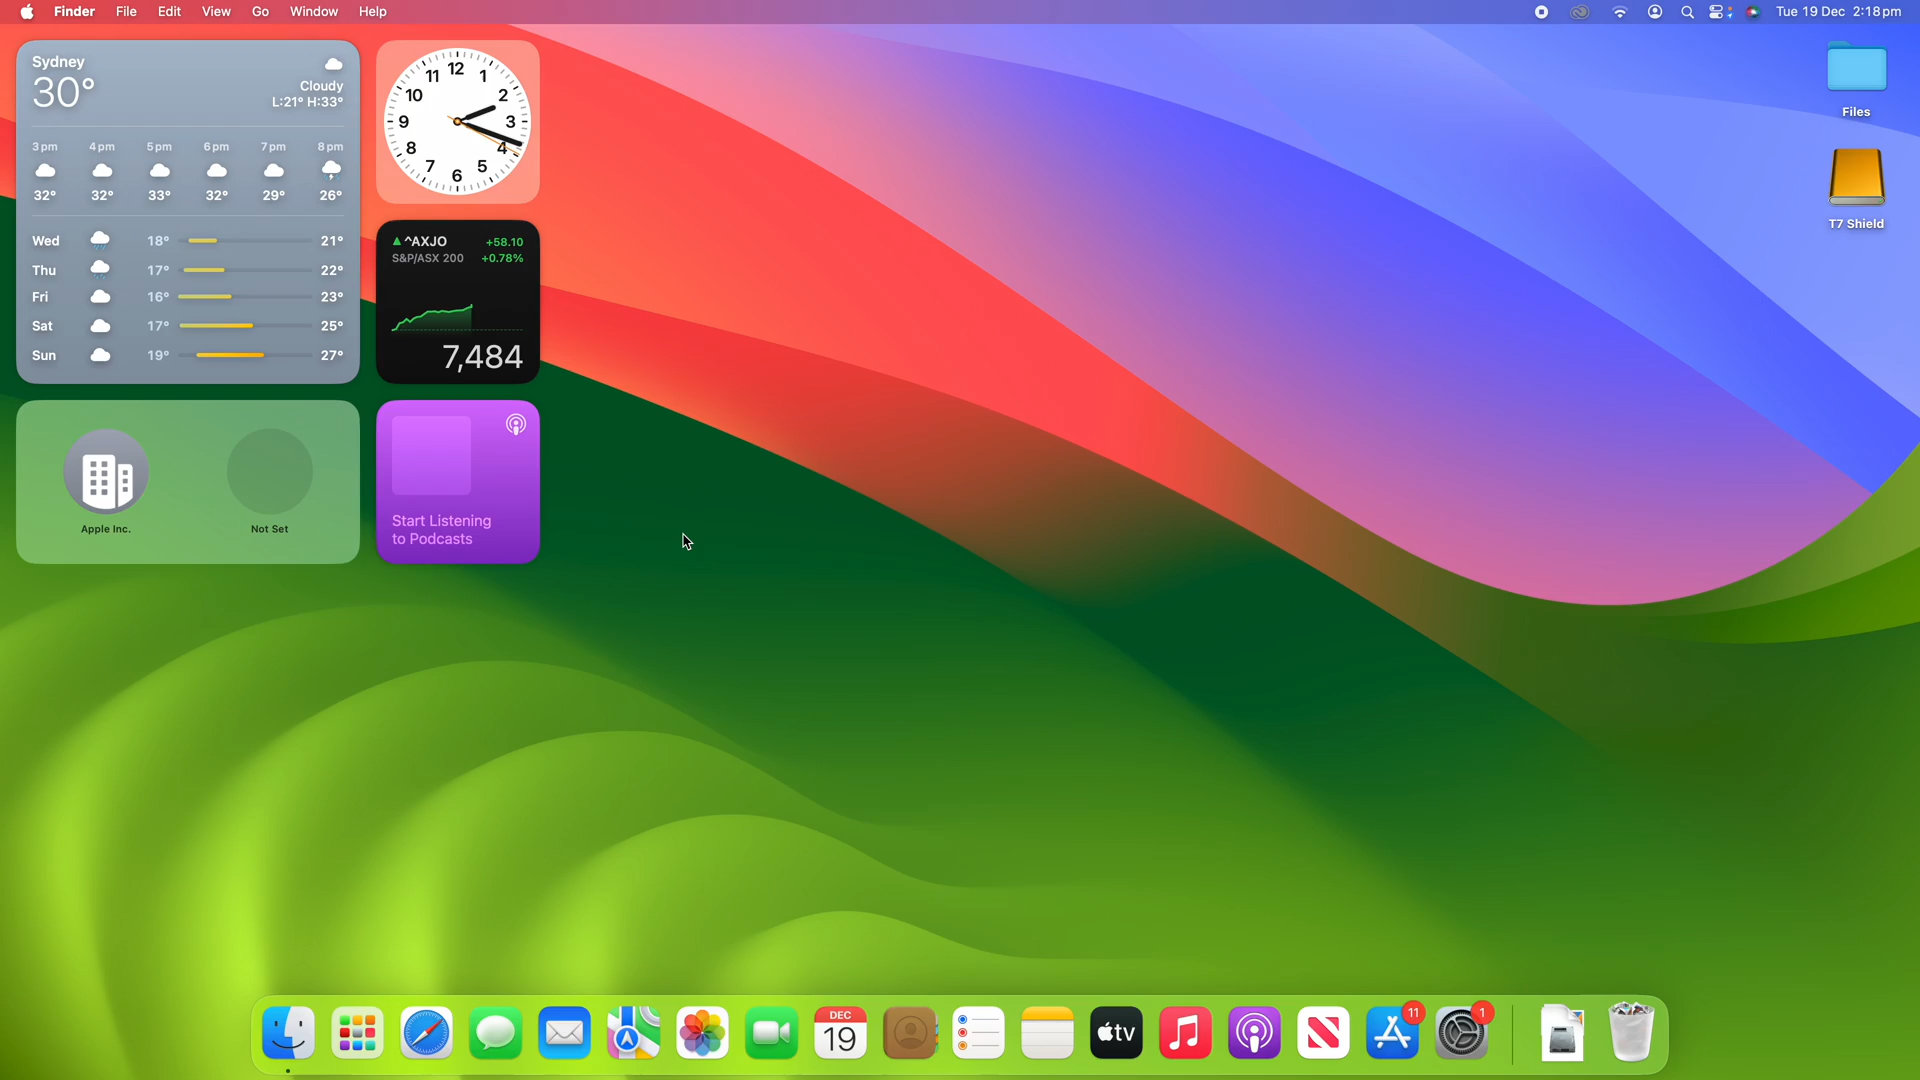 Finder File Edit View Go Window Help
Tue 19 Dec 2:18 pm
Sydney
30°
Cloudy
L:21° H:33°
3 pm 4 pm 5 pm 6 pm 7 pm 8 pm
32° 32° 33° 32° 29° 26°
Wed 18° 21°
Thu 17° 22°
Fri 16° 23°
Sat 17° 25°
Sun 19° 27°
12
1
2
3
4
5
6
7
8
9
10
11
▲ ^AXJO +58.10
S&P/ASX 200 +0.78%
7,484
Apple Inc.
Not Set
Start Listening
to Podcasts
Files
T7 Shield
DEC
19
tv
11
1